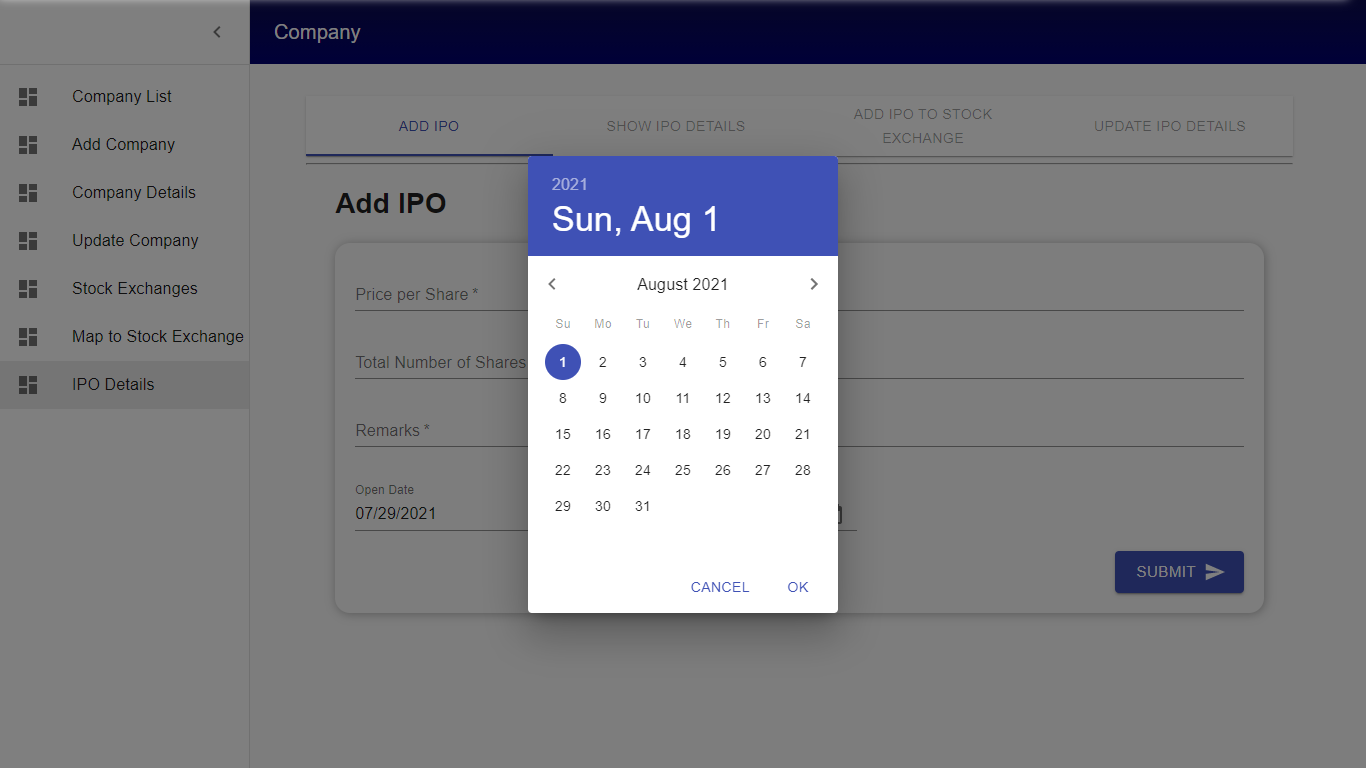 Company
Company List
Add Company
Company Details
Update Company
Stock Exchanges
Map to Stock Exchange
IPO Details
ADD IPO
SHOW IPO DETAILS
ADD IPO TO STOCK
EXCHANGE
UPDATE IPO DETAILS
Add IPO
Price per Share *
Total Number of Shares
Remarks *
Open Date
07/29/2021
SUBMIT
2021
Sun, Aug 1
August 2021
Su Mo Tu We Th Fr Sa
1 2 3 4 5 6 7
8 9 10 11 12 13 14
15 16 17 18 19 20 21
22 23 24 25 26 27 28
29 30 31
CANCEL OK